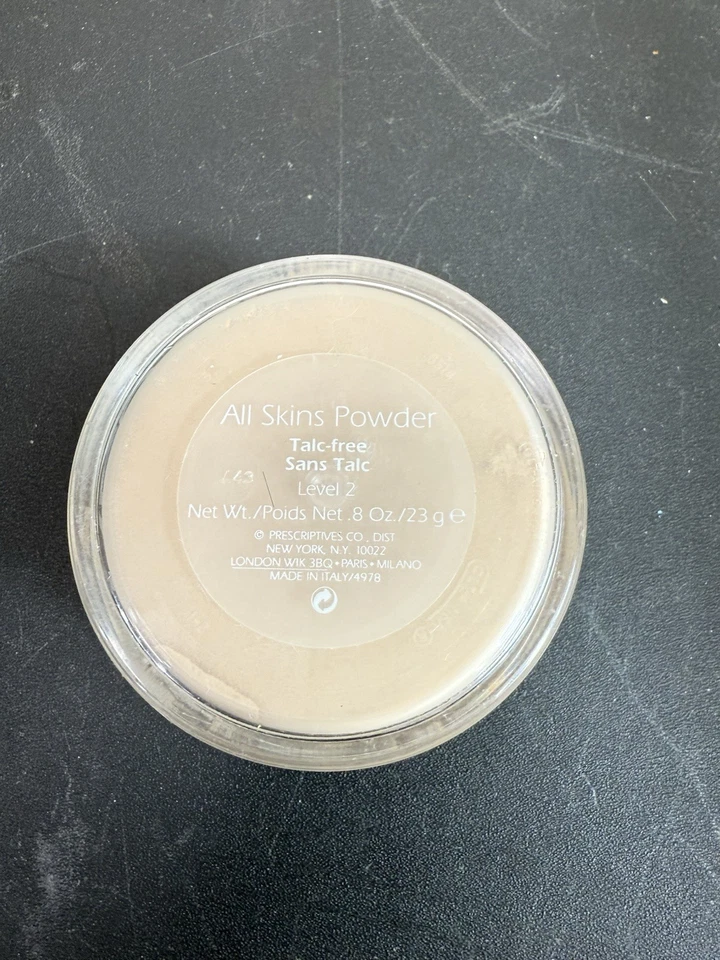 All Skins Powder
Talc-free
Sans Talc
Level 2
Net Wt./Poids Net .8 Oz./23 g ℮
© PRESCRIPTIVES CO., DIST
NEW YORK, N.Y. 10022
LONDON W1K 3BQ • PARIS • MILANO
MADE IN ITALY/4978